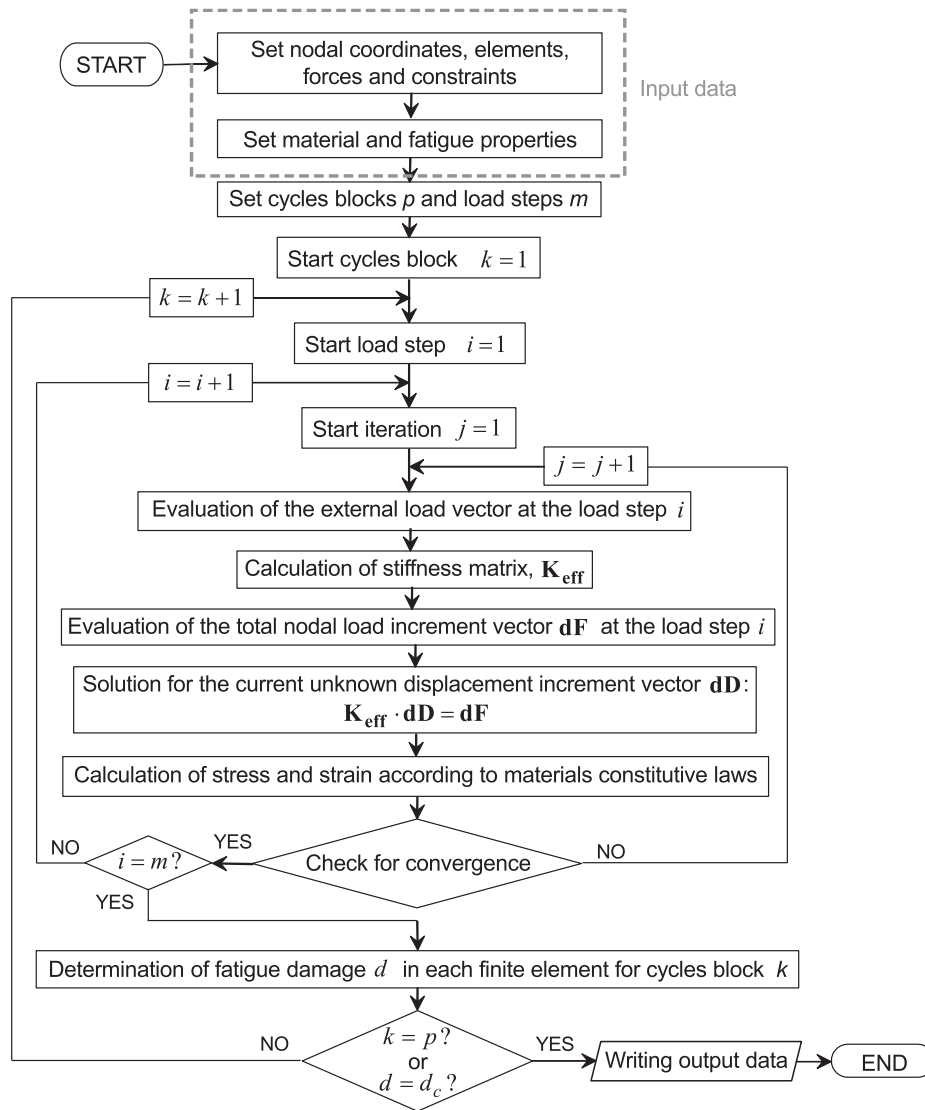 START
Set nodal coordinates, elements,
forces and constraints
Input data
Set material and fatigue properties
Set cycles blocks p and load steps m
Start cycles block k = 1
k = k + 1
Start load step i = 1
i = i + 1
Start iteration j = 1
j = j + 1
Evaluation of the external load vector at the load step i
Calculation of stiffness matrix, K_eff
Evaluation of the total nodal load increment vector dF at the load step i
Solution for the current unknown displacement increment vector dD:
K_eff · dD = dF
Calculation of stress and strain according to materials constitutive laws
NO
i = m?
YES
Check for convergence
NO
YES
Determination of fatigue damage d in each finite element for cycles block k
NO
k = p?
or
d = d_c?
YES
Writing output data
END